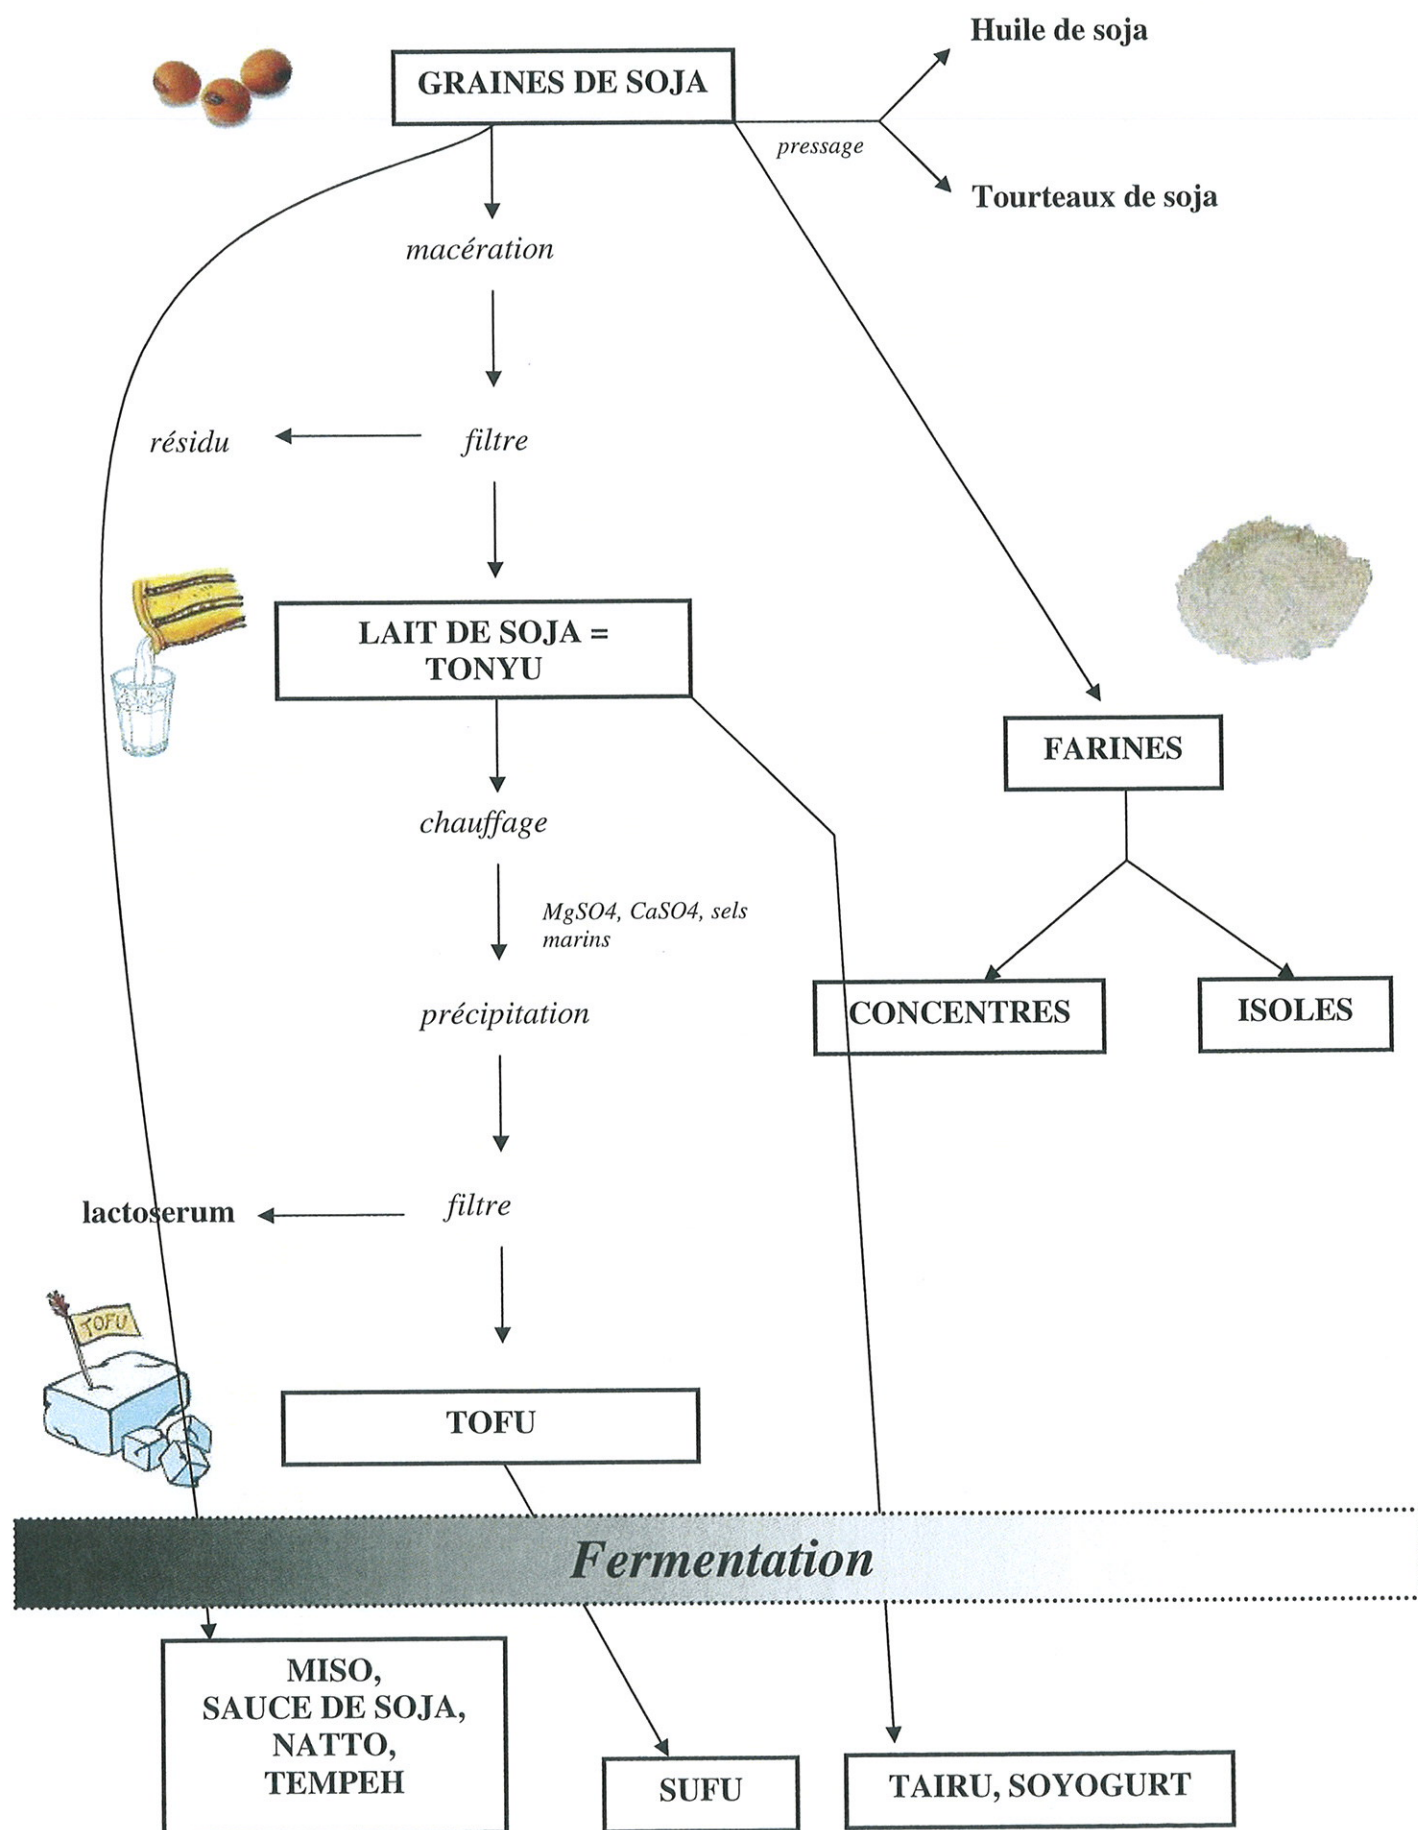 Huile de soja
GRAINES DE SOJA
pressage
Tourteaux de soja
macération
résidu
filtre
LAIT DE SOJA =
TONYU
FARINES
chauffage
MgSO4, CaSO4, sels
marins
CONCENTRES
ISOLES
précipitation
lactoserum
filtre
TOFU
TOFU
Fermentation
MISO,
SAUCE DE SOJA,
NATTO,
TEMPEH
SUFU
TAIRU, SOYOGURT